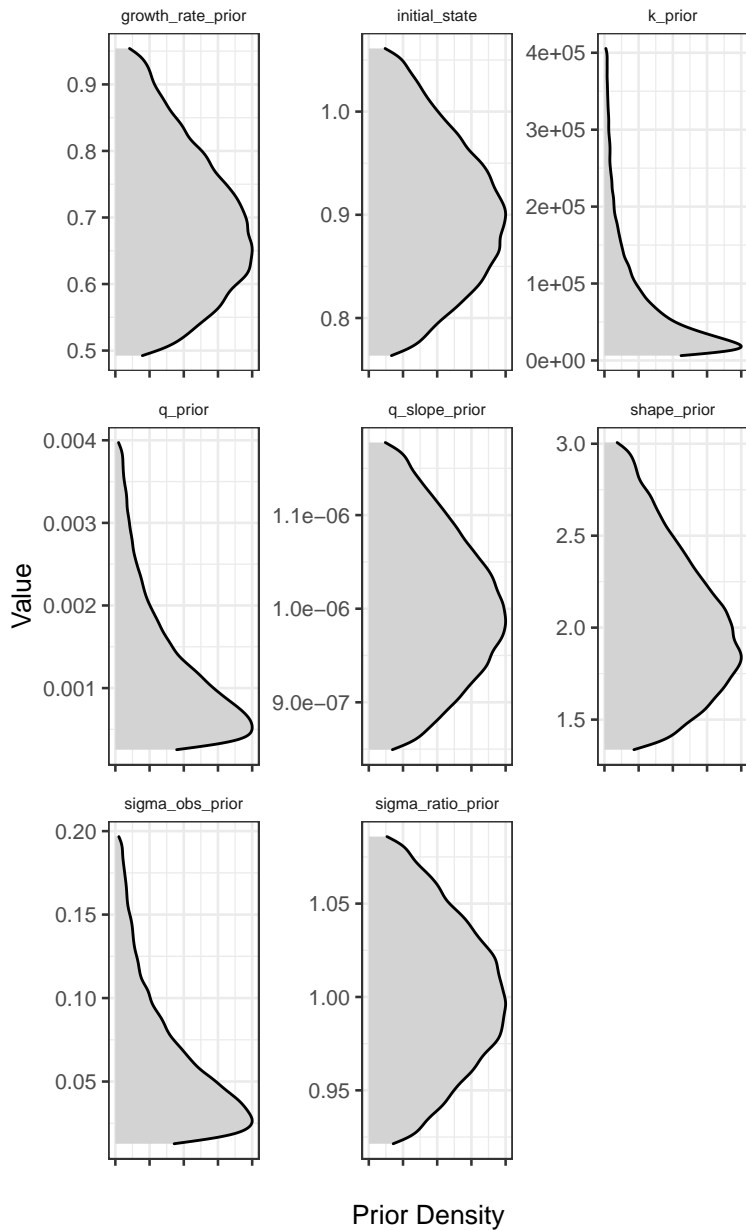 growth_rate_prior
initial_state
k_prior
0.9
0.8
0.7
0.6
0.5
1.0
0.9
0.8
4e+05
3e+05
2e+05
1e+05
0e+00
q_prior
q_slope_prior
shape_prior
0.004
0.003
0.002
0.001
1.1e−06
1.0e−06
9.0e−07
3.0
2.5
2.0
1.5
Value
sigma_obs_prior
sigma_ratio_prior
0.20
0.15
0.10
0.05
1.05
1.00
0.95
Prior Density